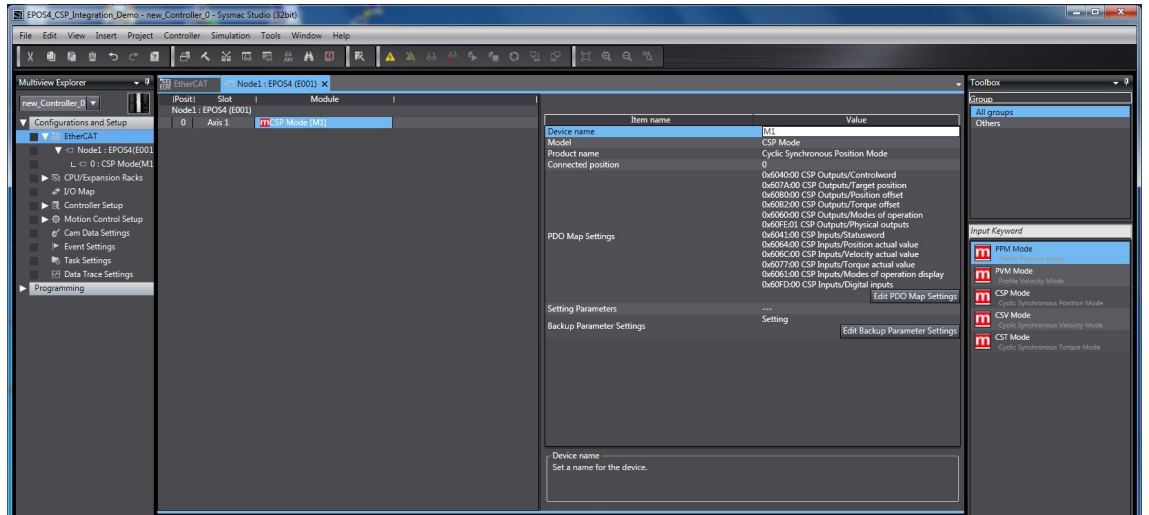 EPOS4_CSP_Integration_Demo - new_Controller_0 - Sysmac Studio (32bit)
File Edit View Insert Project Controller Simulation Tools Window Help
Multiview Explorer
new_Controller_0
Configurations and Setup
EtherCAT
Node1 : EPOS4(E001
0 : CSP Mode(M1
CPU/Expansion Racks
I/O Map
Controller Setup
Motion Control Setup
Cam Data Settings
Event Settings
Task Settings
Data Trace Settings
Programming
EtherCAT
Node1 : EPOS4 (E001)
|Posit| Slot | Module | |
Node1 : EPOS4 (E001)
0 Axis 1 CSP Mode (M1)
Item name Value
Device name M1
Model CSP Mode
Product name Cyclic Synchronous Position Mode
Connected position 0
PDO Map Settings
0x6040:00 CSP Outputs/Controlword
0x607A:00 CSP Outputs/Target position
0x60B0:00 CSP Outputs/Position offset
0x60B2:00 CSP Outputs/Torque offset
0x6060:00 CSP Outputs/Modes of operation
0x60FE:01 CSP Outputs/Physical outputs
0x6041:00 CSP Inputs/Statusword
0x6064:00 CSP Inputs/Position actual value
0x606C:00 CSP Inputs/Velocity actual value
0x6077:00 CSP Inputs/Torque actual value
0x6061:00 CSP Inputs/Modes of operation display
0x60FD:00 CSP Inputs/Digital inputs
Edit PDO Map Settings
Setting Parameters ---
Backup Parameter Settings Setting
Edit Backup Parameter Settings
Device name
Set a name for the device.
Toolbox
Group
All groups
Others
Input Keyword
PPM Mode
Profile Position Mode
PVM Mode
Profile Velocity Mode
CSP Mode
Cyclic Synchronous Position Mode
CSV Mode
Cyclic Synchronous Velocity Mode
CST Mode
Cyclic Synchronous Torque Mode